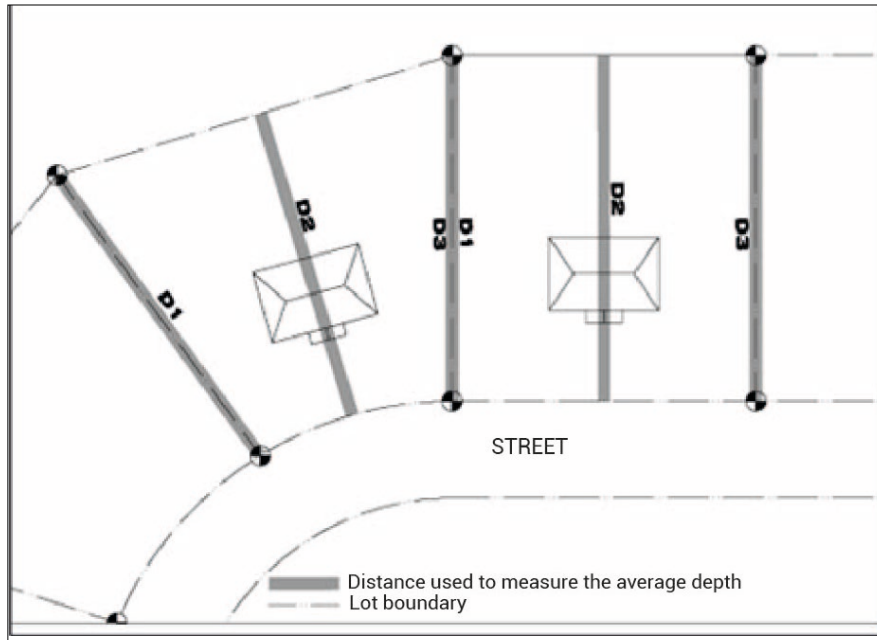 D1
D2
D3
D1
D2
D3
STREET
Distance used to measure the average depth
Lot boundary